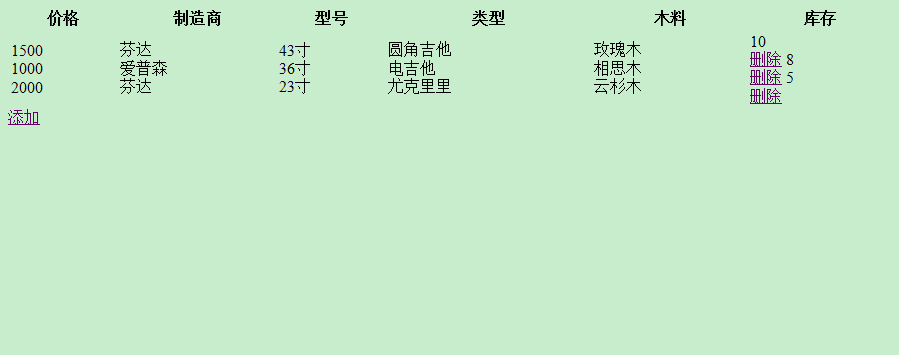 价格 制造商 型号 类型 木料 库存
1500 芬达 43寸 圆角吉他 玫瑰木 10
删除
1000 爱普森 36寸 电吉他 相思木 8
删除
2000 芬达 23寸 尤克里里 云杉木 5
删除
添加